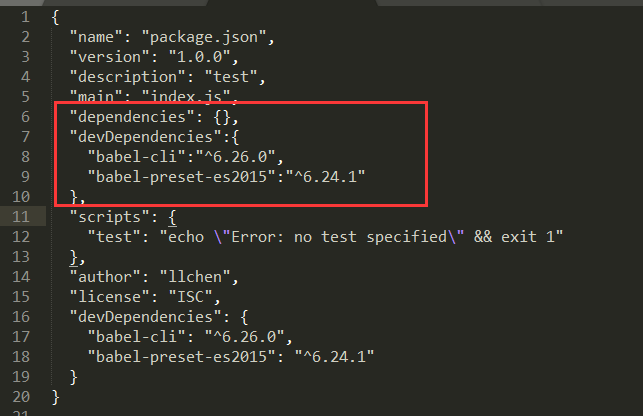 1 {
2 "name": "package.json",
3 "version": "1.0.0",
4 "description": "test",
5 "main": "index.js",
6 "dependencies": {},
7 "devDependencies":{
8 "babel-cli":"^6.26.0",
9 "babel-preset-es2015":"^6.24.1"
10 },
11 "scripts": {
12 "test": "echo \"Error: no test specified\" && exit 1"
13 },
14 "author": "llchen",
15 "license": "ISC",
16 "devDependencies": {
17 "babel-cli": "^6.26.0",
18 "babel-preset-es2015": "^6.24.1"
19 }
20 }
21